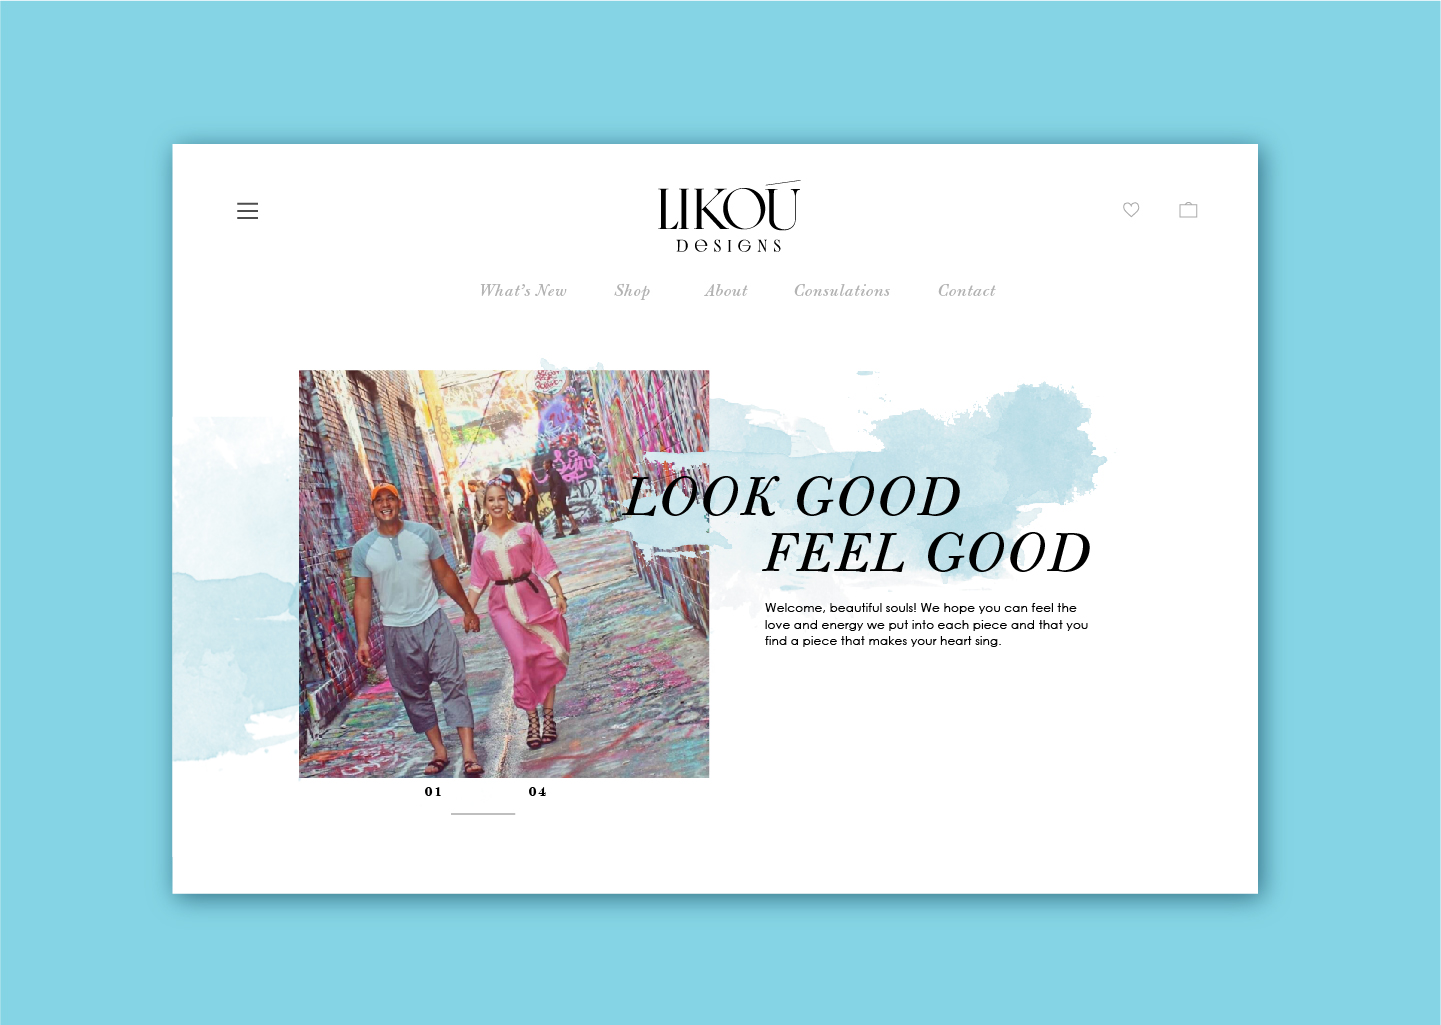 LIKOÚ
DESIGNS
What's New Shop About Consulations Contact
LOOK GOOD
FEEL GOOD
Welcome, beautiful souls! We hope you can feel the
love and energy we put into each piece and that you
find a piece that makes your heart sing.
01 04